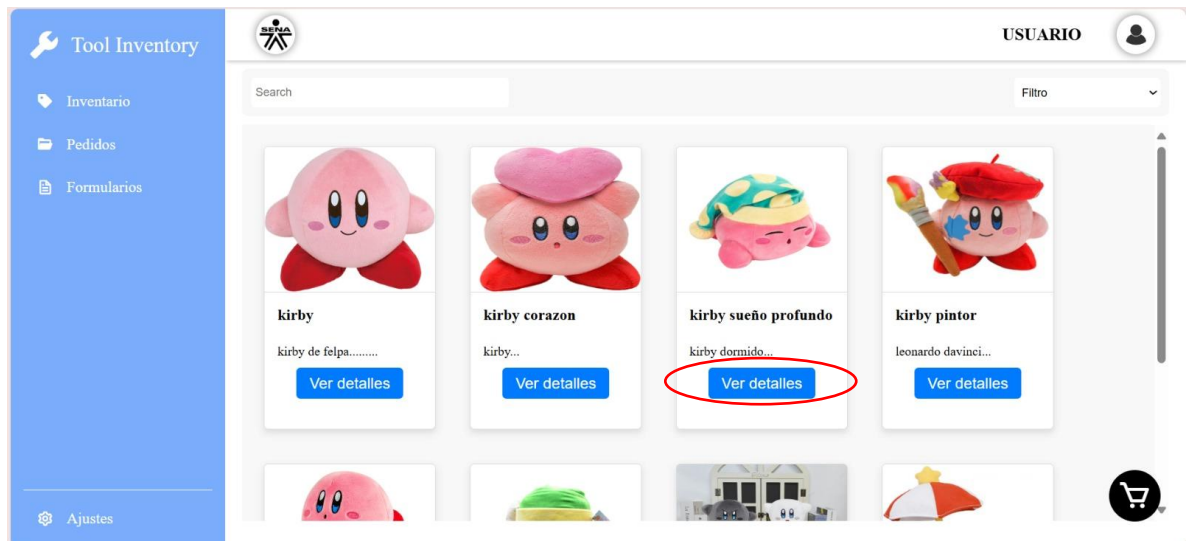 Tool Inventory
Inventario
Pedidos
Formularios
Ajustes
SENA
USUARIO
Search
Filtro
kirby
kirby de felpa.........
Ver detalles
kirby corazon
kirby...
Ver detalles
kirby sueño profundo
kirby dormido...
Ver detalles
kirby pintor
leonardo davinci...
Ver detalles